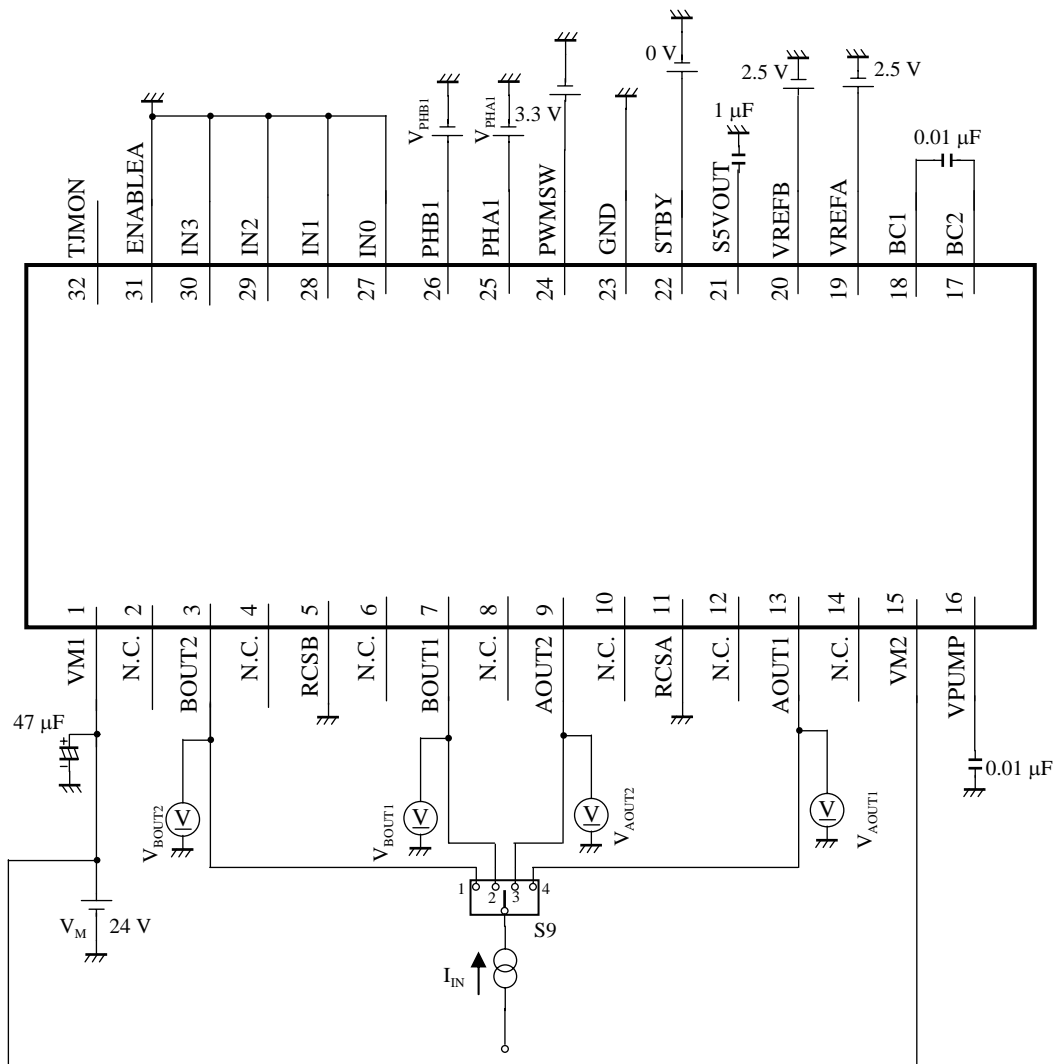 0 V
2.5 V
2.5 V
3.3 V
1 μF
0.01 μF
V_PHB1
V_PHA1
TJMON
ENABLEA
IN3
IN2
IN1
IN0
PHB1
PHA1
PWMSW
GND
STBY
S5VOUT
VREFB
VREFA
BC1
BC2
32
31
30
29
28
27
26
25
24
23
22
21
20
19
18
17
1
2
3
4
5
6
7
8
9
10
11
12
13
14
15
16
VM1
N.C.
BOUT2
N.C.
RCSB
N.C.
BOUT1
N.C.
AOUT2
N.C.
RCSA
N.C.
AOUT1
N.C.
VM2
VPUMP
47 μF
+
-
0.01 μF
V
V
V
V
V_BOUT2
V_BOUT1
V_AOUT2
V_AOUT1
1
2
3
4
S9
V_M
24 V
I_IN